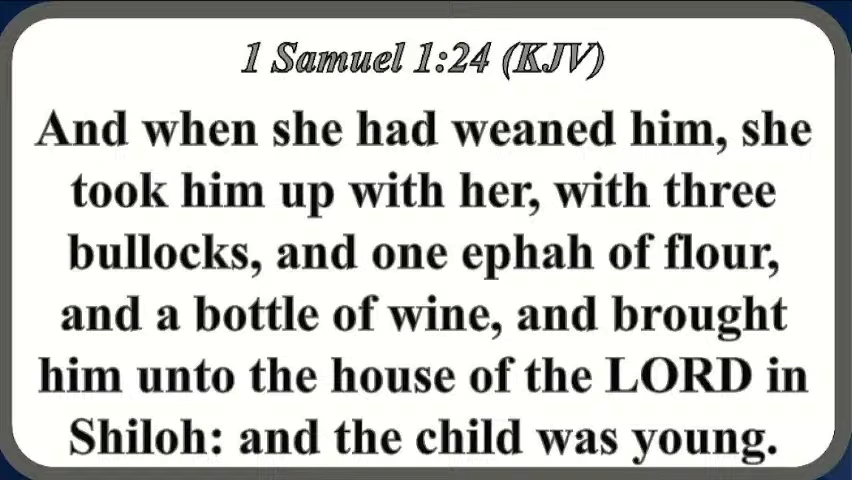 1 Samuel 1:24 (KJV)
And when she had weaned him, she
took him up with her, with three
bullocks, and one ephah of flour,
and a bottle of wine, and brought
him unto the house of the LORD in
Shiloh: and the child was young.